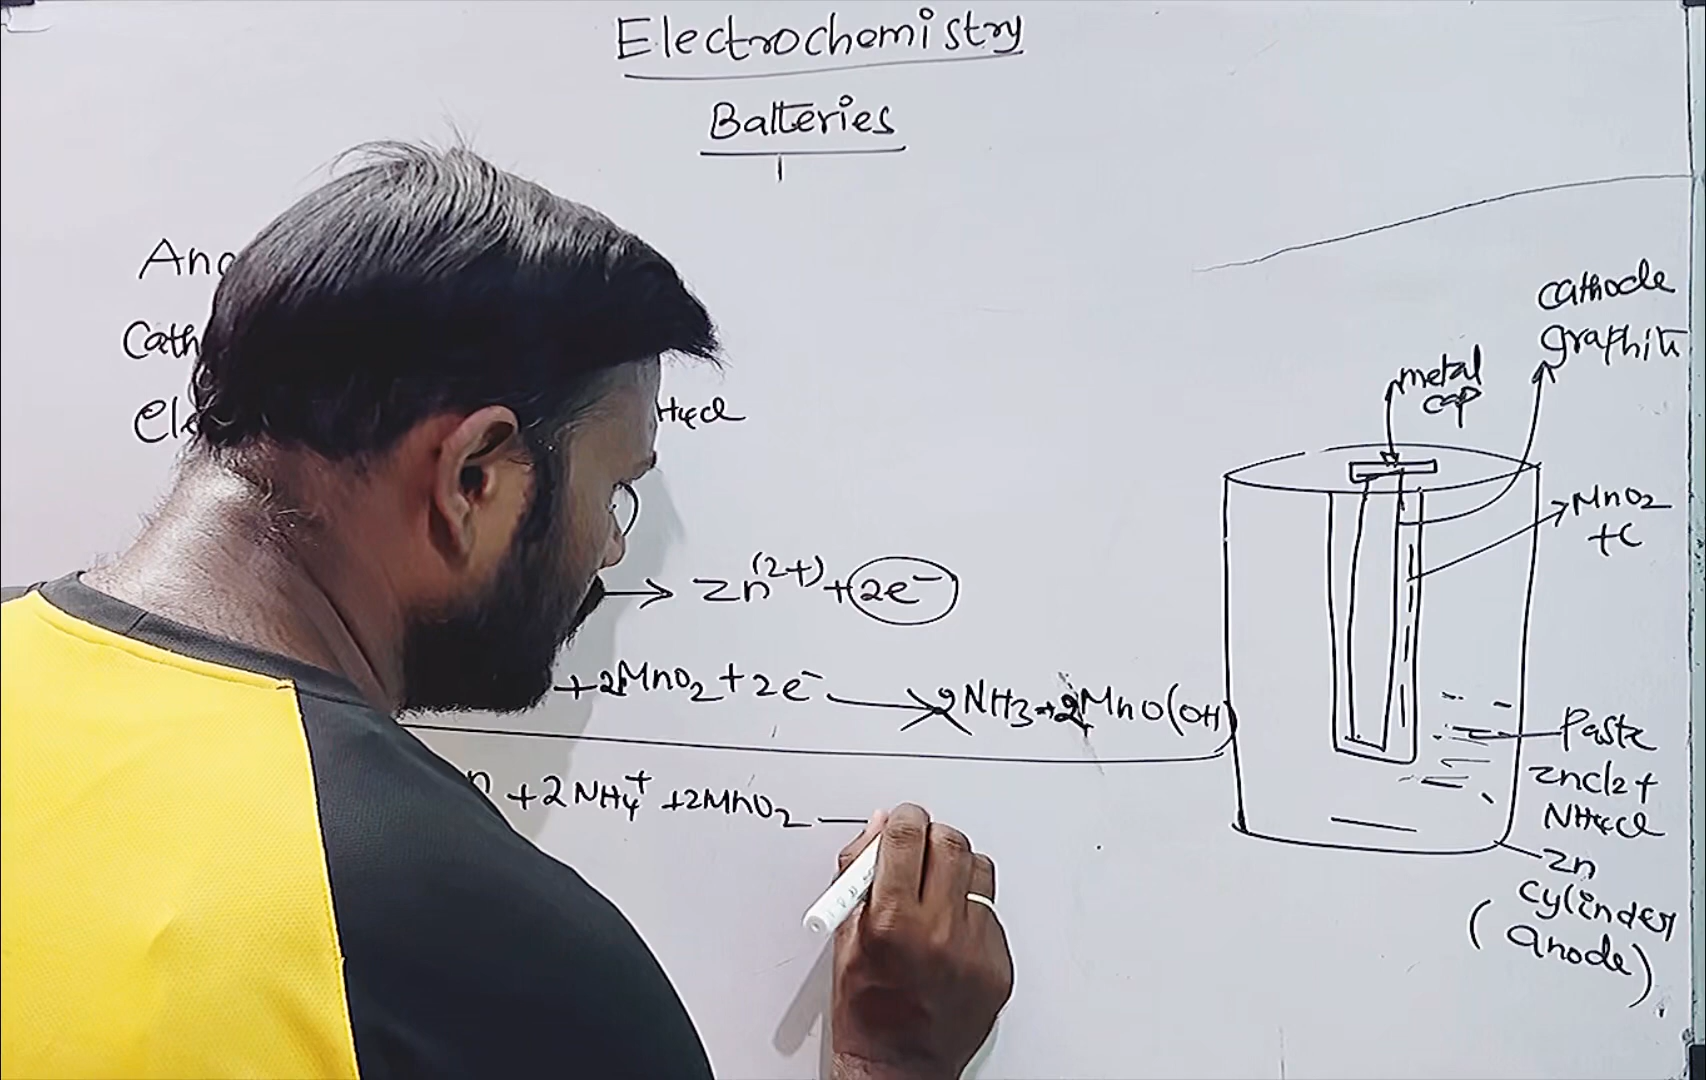 Electrochemistry
Batteries
Ano
Cath
Ele H4cl
→ Zn(2+) + 2e-
+2MnO2 + 2e- → 2NH3 + 2MnO(OH)
+2NH4+ +2MnO2 —
cathode
graphite
metal
cap
MnO2
+C
Paste
zncl2 +
NH4cl
Zn
cylinder
(anode)